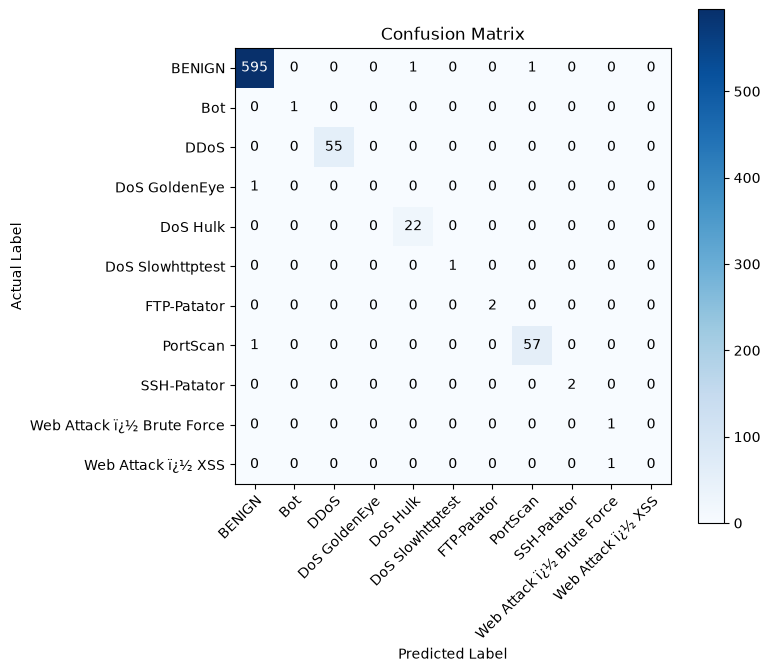 Confusion Matrix
BENIGN 595 0 0 0 1 0 0 1 0 0 0
Bot 0 1 0 0 0 0 0 0 0 0 0
DDoS 0 0 55 0 0 0 0 0 0 0 0
DoS GoldenEye 1 0 0 0 0 0 0 0 0 0 0
DoS Hulk 0 0 0 0 22 0 0 0 0 0 0
DoS Slowhttptest 0 0 0 0 0 1 0 0 0 0 0
FTP-Patator 0 0 0 0 0 0 2 0 0 0 0
PortScan 1 0 0 0 0 0 0 57 0 0 0
SSH-Patator 0 0 0 0 0 0 0 0 2 0 0
Web Attack ï¿½ Brute Force 0 0 0 0 0 0 0 0 0 1 0
Web Attack ï¿½ XSS 0 0 0 0 0 0 0 0 0 1 0
Actual Label
BENIGN
Bot
DDoS
DoS GoldenEye
DoS Hulk
DoS Slowhttptest
FTP-Patator
PortScan
SSH-Patator
Web Attack ï¿½ Brute Force
Web Attack ï¿½ XSS
Predicted Label
500
400
300
200
100
0